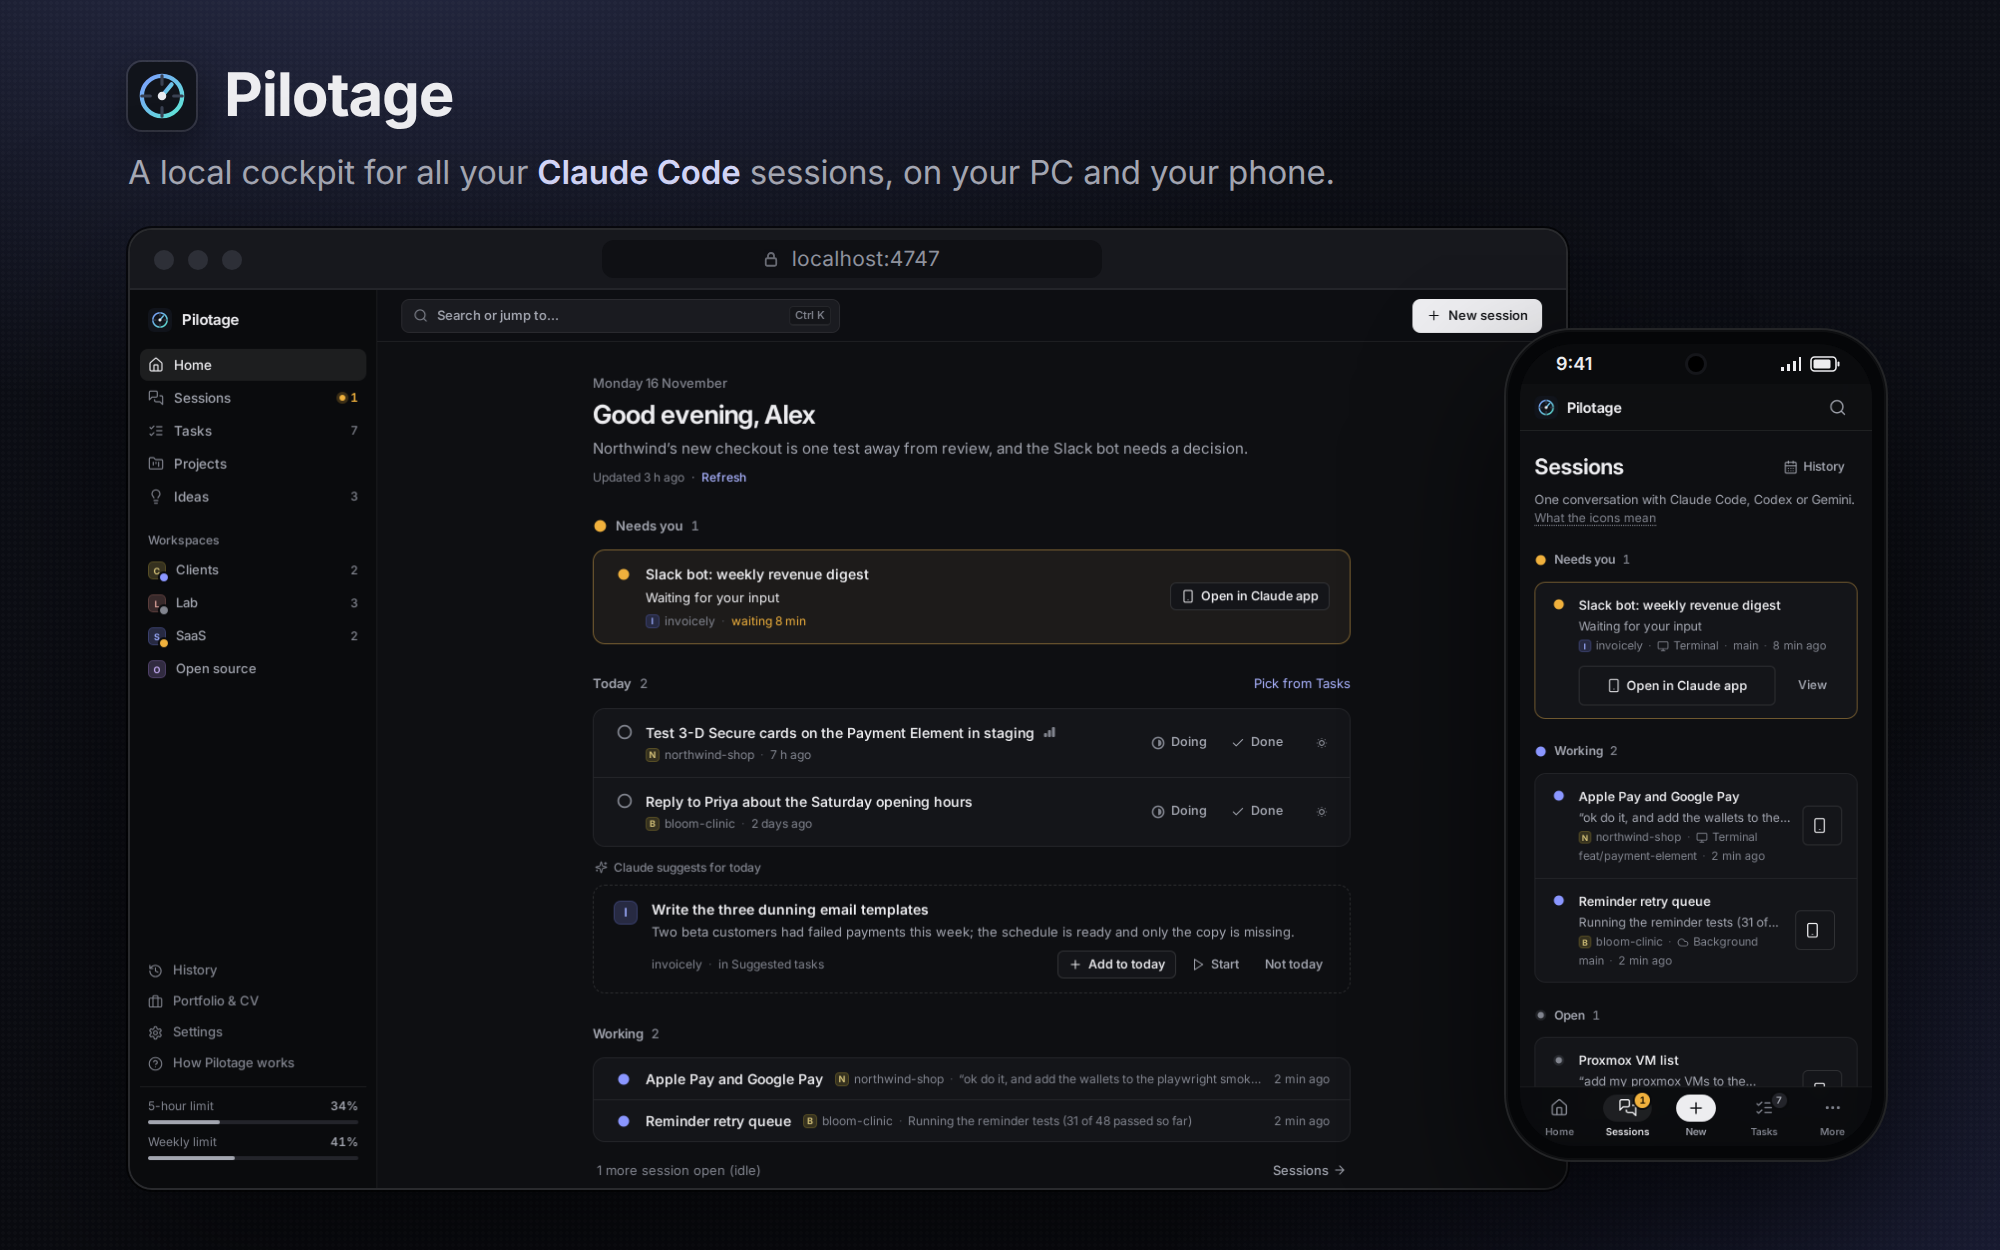 Pilotage
A local cockpit for all your Claude Code sessions, on your PC and your phone.
localhost:4747
Pilotage
Home
Sessions 1
Tasks 7
Projects
Ideas 3
Workspaces
C Clients 2
L Lab 3
S SaaS 2
O Open source
History
Portfolio & CV
Settings
How Pilotage works
5-hour limit 34%
Weekly limit 41%
Search or jump to... Ctrl K
New session
Monday 16 November
Good evening, Alex
Northwind's new checkout is one test away from review, and the Slack bot needs a decision.
Updated 3 h ago · Refresh
Needs you 1
Slack bot: weekly revenue digest
Waiting for your input
I invoicely · waiting 8 min
Open in Claude app
Today 2 Pick from Tasks
Test 3-D Secure cards on the Payment Element in staging
N northwind-shop · 7 h ago
Doing Done
Reply to Priya about the Saturday opening hours
B bloom-clinic · 2 days ago
Doing Done
Claude suggests for today
I Write the three dunning email templates
Two beta customers had failed payments this week; the schedule is ready and only the copy is missing.
invoicely · in Suggested tasks
Add to today Start Not today
Working 2
Apple Pay and Google Pay N northwind-shop · “ok do it, and add the wallets to the playwright smok... 2 min ago
Reminder retry queue B bloom-clinic · Running the reminder tests (31 of 48 passed so far) 2 min ago
1 more session open (idle) Sessions →
9:41
Pilotage
Sessions History
One conversation with Claude Code, Codex or Gemini.
What the icons mean
Needs you 1
Slack bot: weekly revenue digest
Waiting for your input
I invoicely · Terminal · main · 8 min ago
Open in Claude app View
Working 2
Apple Pay and Google Pay
“ok do it, and add the wallets to the...
N northwind-shop · Terminal
feat/payment-element · 2 min ago
Reminder retry queue
Running the reminder tests (31 of...
B bloom-clinic · Background
main · 2 min ago
Open 1
Proxmox VM list
“add my proxmox VMs to the...
1 7
Home Sessions New Tasks More